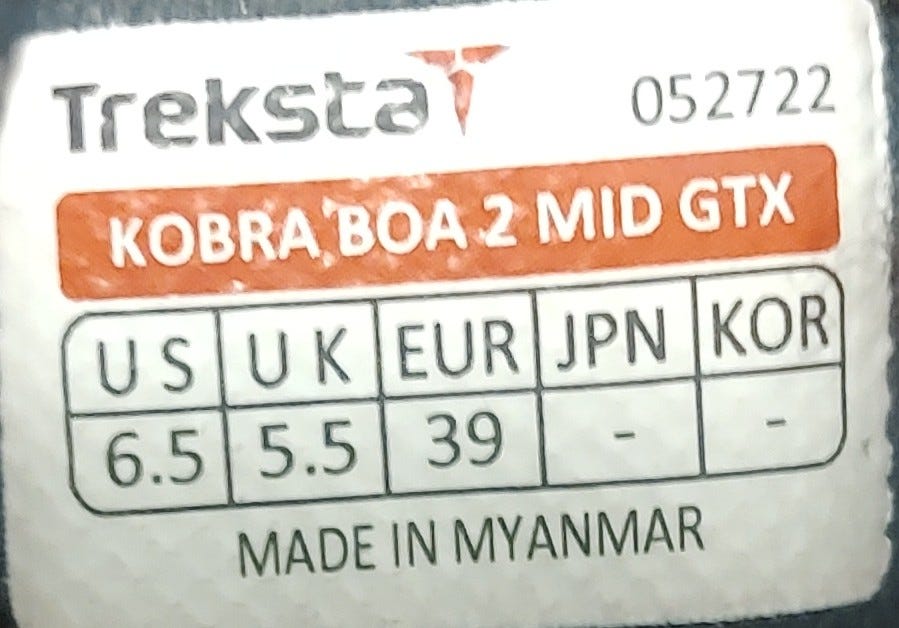 Treksta 052722
KOBRA BOA 2 MID GTX
US UK EUR JPN KOR
6.5 5.5 39 - -
MADE IN MYANMAR